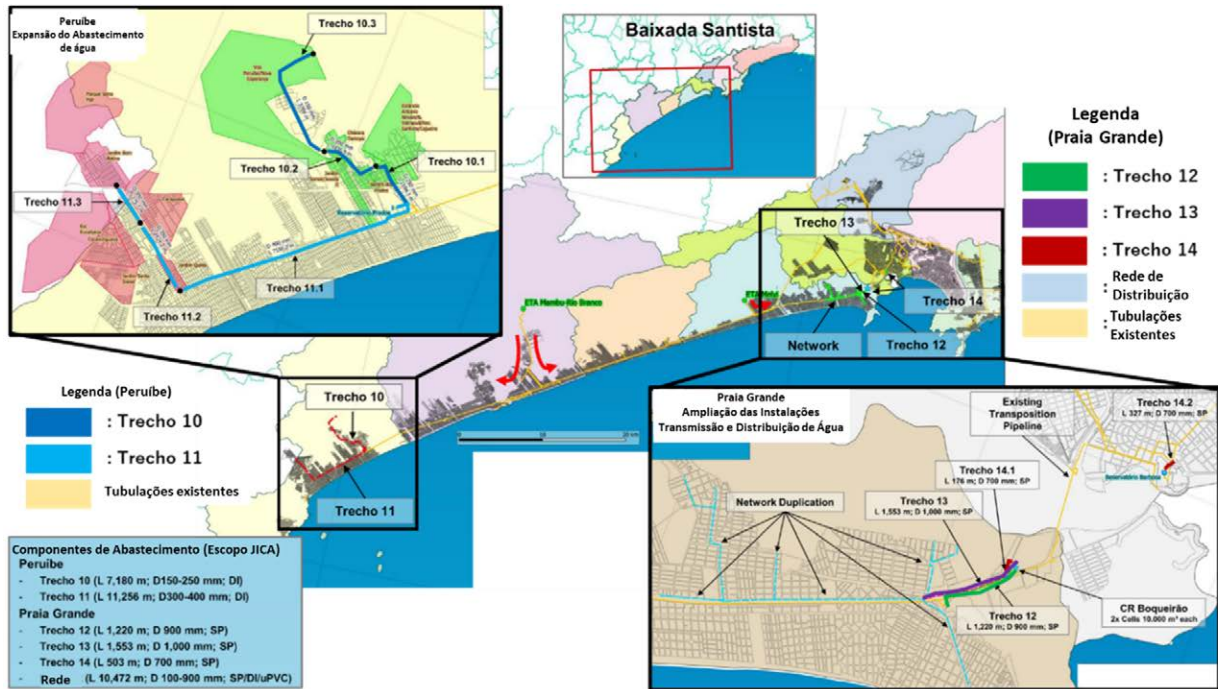 Peruíbe
Expansão do Abastecimento
de água
Trecho 10.3
Trecho 10.2
Trecho 10.1
Trecho 11.3
Trecho 11.1
Trecho 11.2
Baixada Santista
Legenda
(Praia Grande)
: Trecho 12
: Trecho 13
: Trecho 14
: Rede de
Distribuição
: Tubulações
Existentes
Trecho 13
Trecho 14
Network
Trecho 12
ETA Mambu-Rio Branco
Trecho 10
Trecho 11
Legenda (Peruíbe)
: Trecho 10
: Trecho 11
Tubulações existentes
Componentes de Abastecimento (Escopo JICA)
Peruíbe
- Trecho 10 (L 7,180 m; D150-250 mm; DI)
- Trecho 11 (L 11,256 m; D300-400 mm; DI)
Praia Grande
- Trecho 12 (L 1,220 m; D 900 mm; SP)
- Trecho 13 (L 1,553 m; D 1,000 mm; SP)
- Trecho 14 (L 503 m; D 700 mm; SP)
- Rede (L 10,472 m; D 100-900 mm; SP/DI/uPVC)
Praia Grande
Ampliação das Instalações
Transmissão e Distribuição de Água
Existing
Transposition
Pipeline
Trecho 14.2
L 327 m; D 700 mm; SP
Reservatório Barbosa
Trecho 14.1
L 176 m; D 700 mm; SP
Trecho 13
L 1,553 m; D 1,000 mm; SP
Network Duplication
Trecho 12
L 1,220 m; D 900 mm; SP
CR Boqueirão
2x Cells 10.000 m³ each